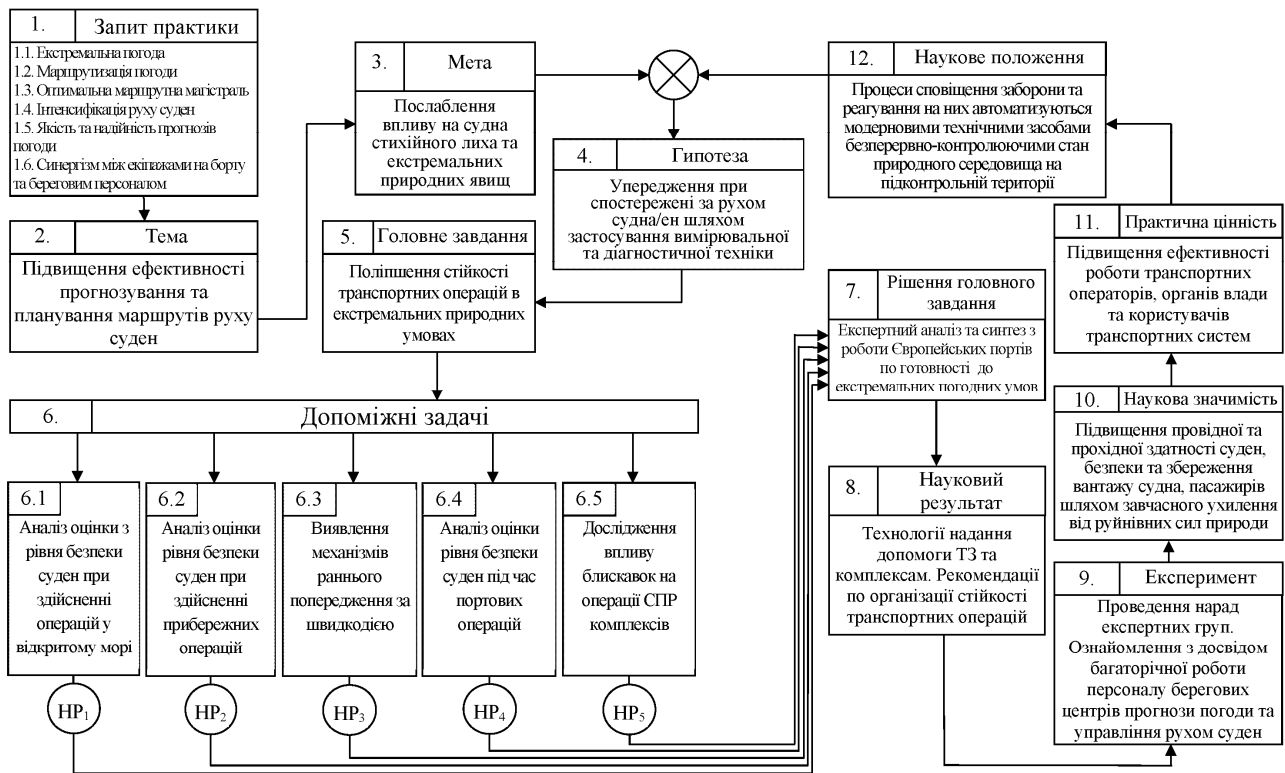 1. Запит практики
1.1. Екстремальна погода
1.2. Маршрутизація погоди
1.3. Оптимальна маршрутна магістраль
1.4. Інтенсифікація руху суден
1.5. Якість та надійність прогнозів
погоди
1.6. Синергізм між екіпажами на борту
та береговим персоналом
2. Тема
Підвищення ефективності
прогнозування та
планування маршрутів руху
суден
3. Мета
Послаблення
впливу на судна
стихійного лиха та
екстремальних
природних явищ
4. Гипотеза
Упередження при
спостережені за рухом
судна/ен шляхом
застосування вимірювальної
та діагностичної техніки
5. Головне завдання
Поліпшення стійкості
транспортних операцій в
екстремальних природних
умовах
6. Допоміжні задачі
6.1
Аналіз оцінки з
рівня безпеки
суден при
здійсненні
операцій у
відкритому морі
6.2
Аналіз оцінки
рівня безпеки
суден при
здійсненні
прибережних
операцій
6.3
Виявлення
механізмів
раннього
попередження за
швидкодією
6.4
Аналіз оцінки
рівня безпеки
суден під час
портових
операцій
6.5
Дослідження
впливу
блискавок на
операції СПР
комплексів
НР₁
НР₂
НР₃
НР₄
НР₅
7. Рішення головного
завдання
Експертний аналіз та синтез з
роботи Європейських портів
по готовності до
екстремальних погодних умов
8. Науковий
результат
Технології надання
допомоги ТЗ та
комплексам. Рекомендації
по організації стійкості
транспортних операцій
9. Експеримент
Проведення нарад
експертних груп.
Ознайомлення з досвідом
багаторічної роботи
персоналу берегових
центрів прогнози погоди та
управління рухом суден
10. Наукова значимість
Підвищення провідної та
прохідної здатності суден,
безпеки та збереження
вантажу судна, пасажирів
шляхом завчасного ухилення
від руйнівних сил природи
11. Практична цінність
Підвищення ефективності
роботи транспортних
операторів, органів влади
та користувачів
транспортних систем
12. Наукове положення
Процеси сповіщення заборони та
реагування на них автоматизуються
модерновими технічними засобами
безперервно-контролюючими стан
природного середовища на
підконтрольній території